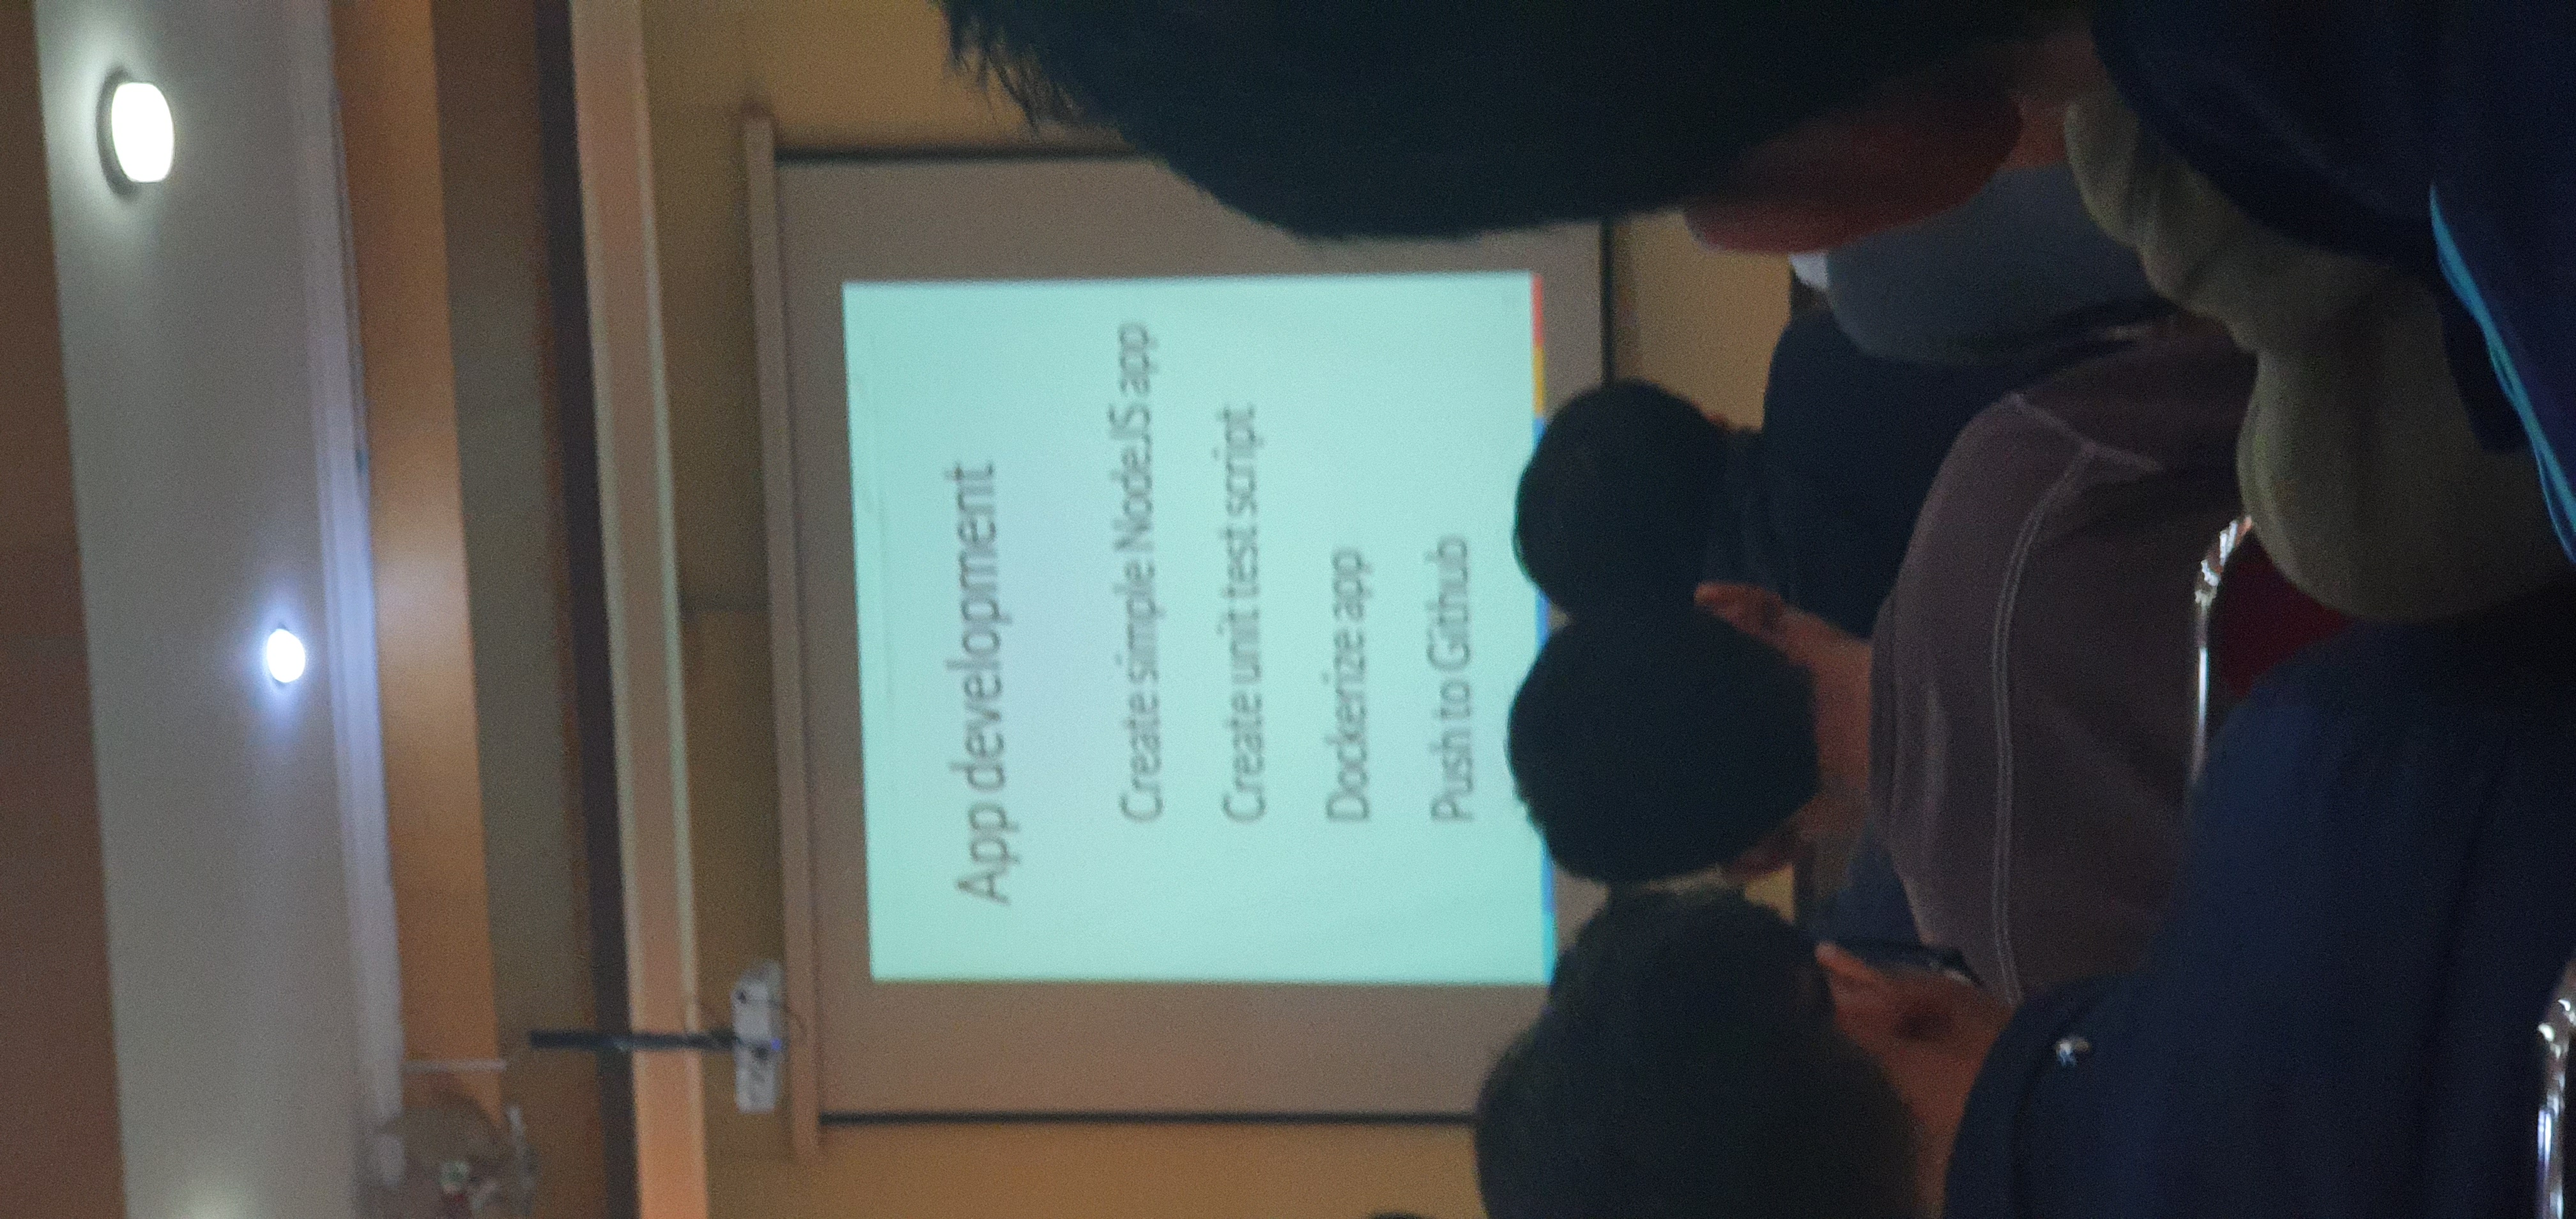 App development
Create simple NodeJS app
Create unit test script
Dockerize app
Push to Github